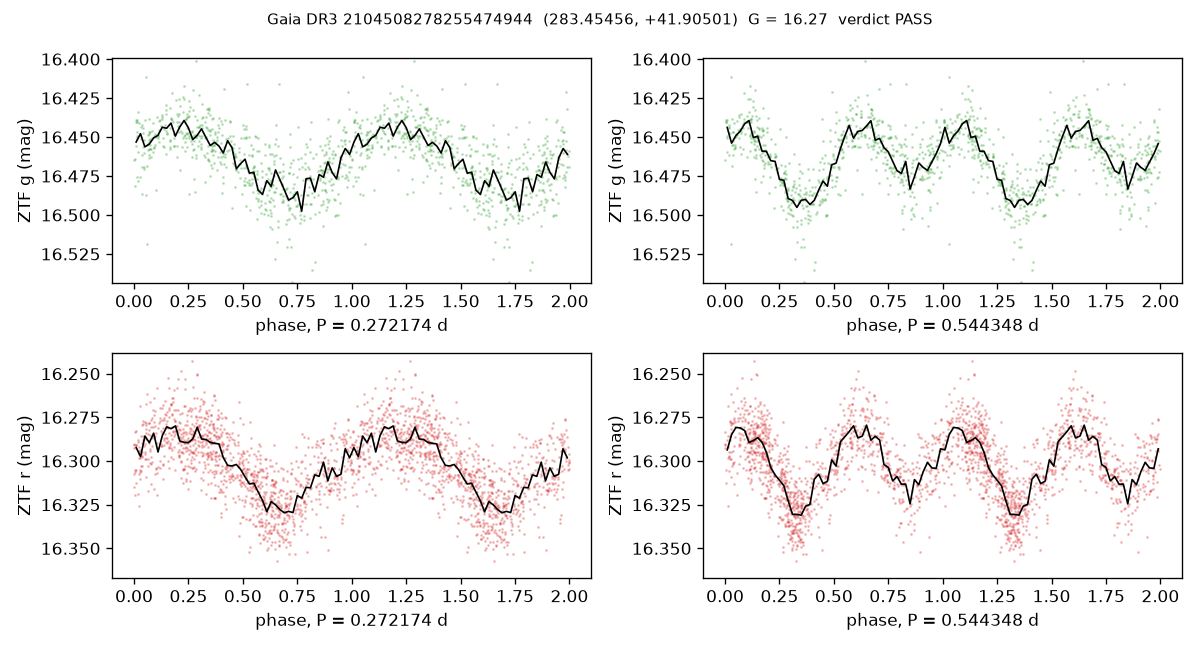 Gaia DR3 2104508278255474944  (283.45456, +41.90501)  G = 16.27  verdict PASS
16.400
16.425
16.450
16.475
16.500
16.525
ZTF g (mag)
0.00 0.25 0.50 0.75 1.00 1.25 1.50 1.75 2.00
phase, P = 0.272174 d
16.400
16.425
16.450
16.475
16.500
16.525
ZTF g (mag)
0.00 0.25 0.50 0.75 1.00 1.25 1.50 1.75 2.00
phase, P = 0.544348 d
16.250
16.275
16.300
16.325
16.350
ZTF r (mag)
0.00 0.25 0.50 0.75 1.00 1.25 1.50 1.75 2.00
phase, P = 0.272174 d
16.250
16.275
16.300
16.325
16.350
ZTF r (mag)
0.00 0.25 0.50 0.75 1.00 1.25 1.50 1.75 2.00
phase, P = 0.544348 d